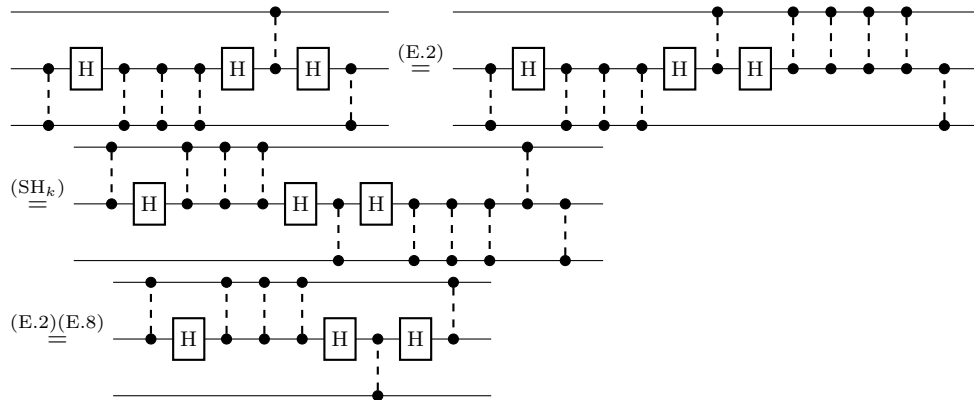 H H H (E.2) = H H H
(SH_k) = H H H
(E.2)(E.8) = H H H